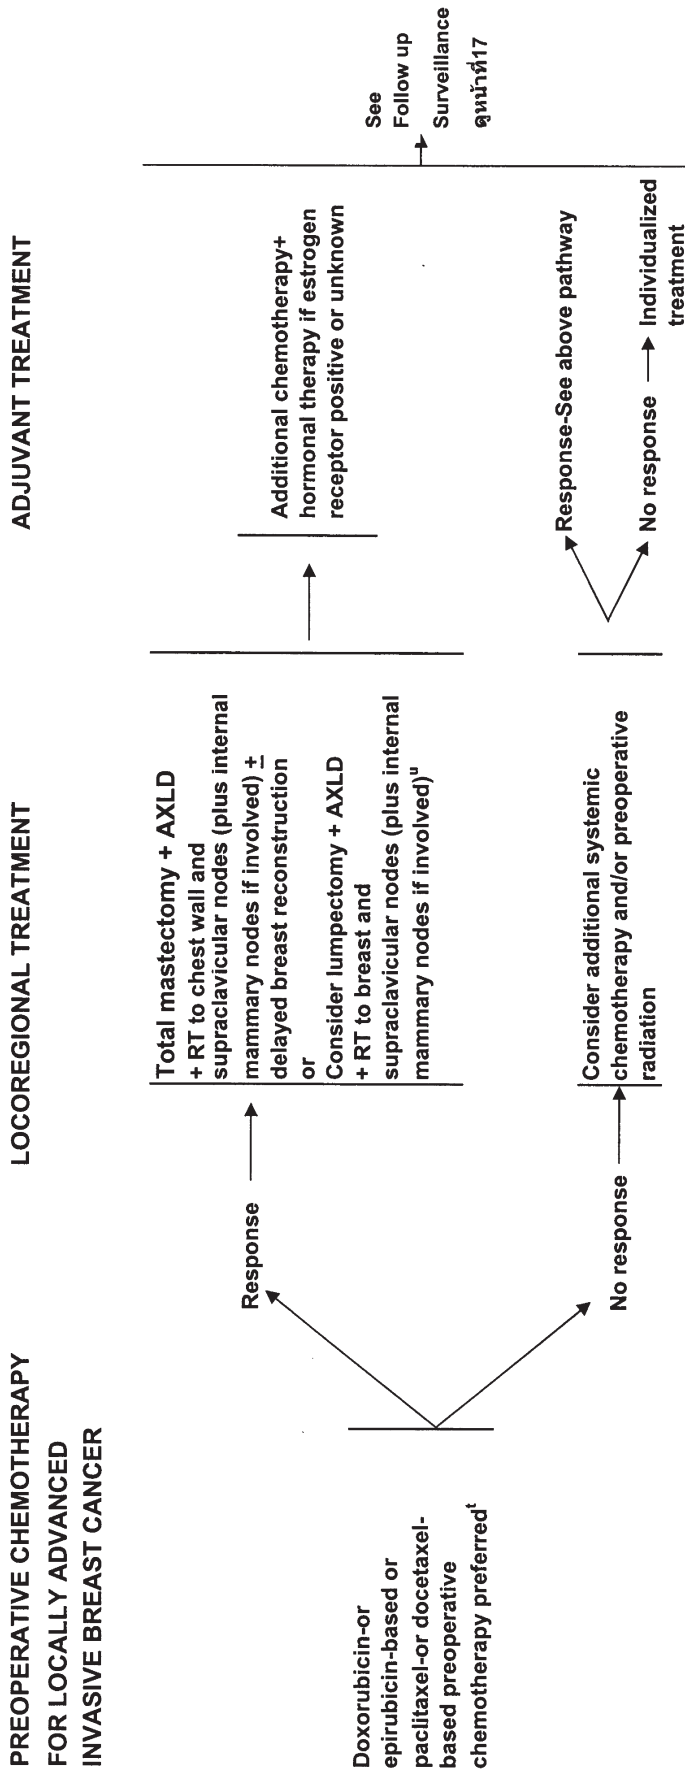 PREOPERATIVE CHEMOTHERAPY
FOR LOCALLY ADVANCED
INVASIVE BREAST CANCER
LOCOREGIONAL TREATMENT
ADJUVANT TREATMENT
Doxorubicin-or
epirubicin-based or
paclitaxel-or docetaxel-
based preoperative
chemotherapy preferredᵗ
Response
Total mastectomy + AXLD
+ RT to chest wall and
supraclavicular nodes (plus internal
mammary nodes if involved) ±
delayed breast reconstruction
or
Consider lumpectomy + AXLD
+ RT to breast and
supraclavicular nodes (plus internal
mammary nodes if involved)ᵘ
Additional chemotherapy+
hormonal therapy if estrogen
receptor positive or unknown
See
Follow up
Surveillance
ดูหน้าที่17
No response
Consider additional systemic
chemotherapy and/or preoperative
radiation
Response-See above pathway
No response
Individualized
treatment